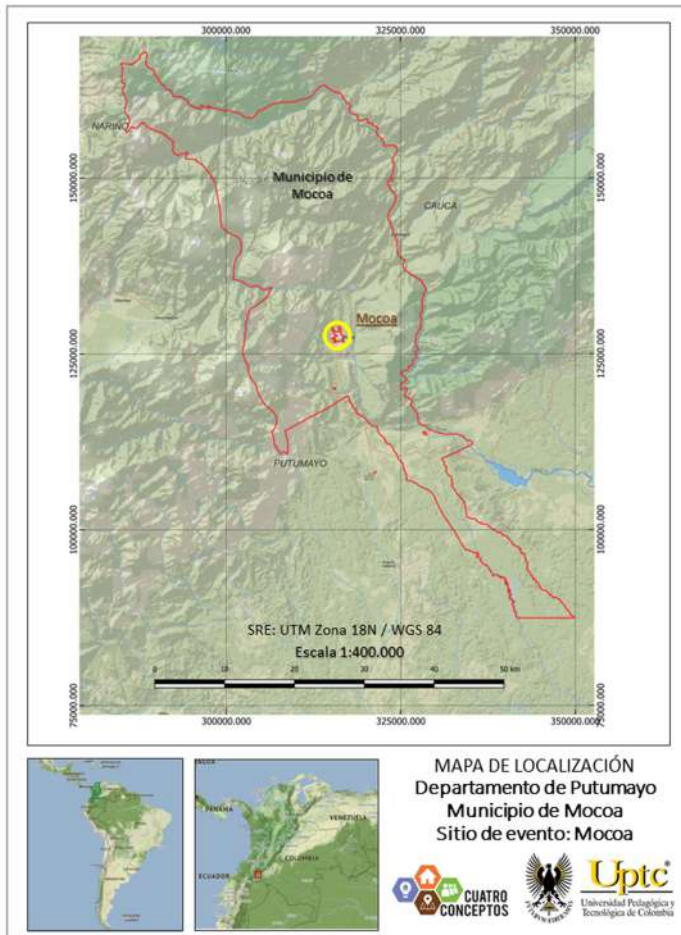 300000.000 325000.000 350000.000
NARIÑO
150000.000 150000.000
Municipio de
Mocoa
CAUCA
Mocoa
125000.000 125000.000
PUTUMAYO
100000.000 100000.000
SRE: UTM Zona 18N / WGS 84
Escala 1:400.000
0 10 20 30 40 50 km
75000.000 75000.000
300000.000 325000.000 350000.000
PANAMÁ
VENEZUELA
COLOMBIA
ECUADOR
MAPA DE LOCALIZACIÓN
Departamento de Putumayo
Municipio de Mocoa
Sitio de evento: Mocoa
CUATRO
CONCEPTOS
Uptc
Universidad Pedagógica y
Tecnológica de Colombia